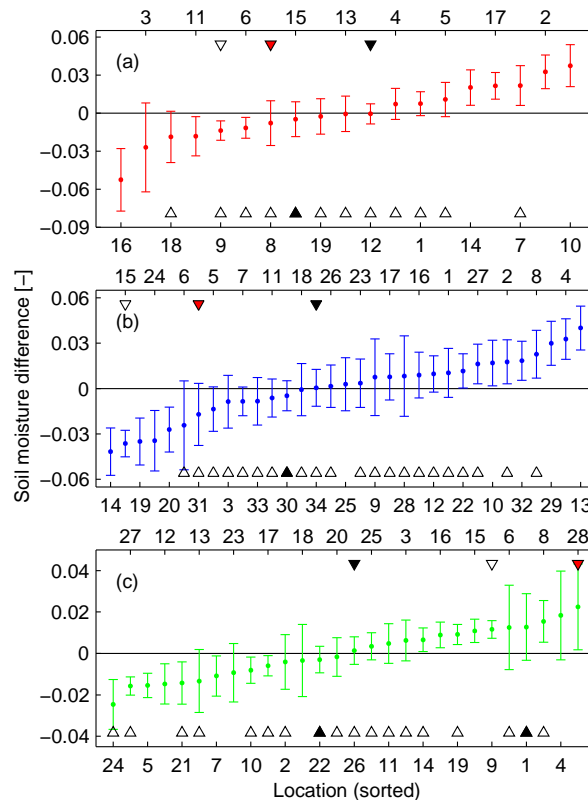 3 11 6 15 13 4 5 17 2
0.06
(a)
0.03
0
−0.03
−0.06
−0.09
16 18 9 8 19 12 1 14 7 10
15 24 6 5 7 11 18 26 23 17 16 1 27 2 8 4
0.06
(b)
0.03
0
−0.03
−0.06
14 19 20 31 3 33 30 34 25 9 28 12 22 10 32 29 13
Soil moisture difference [−]
27 12 13 23 17 18 20 25 3 16 15 6 8 28
0.04
(c)
0.02
0
−0.02
−0.04
24 5 21 7 10 2 22 26 11 14 19 9 1 4
Location (sorted)